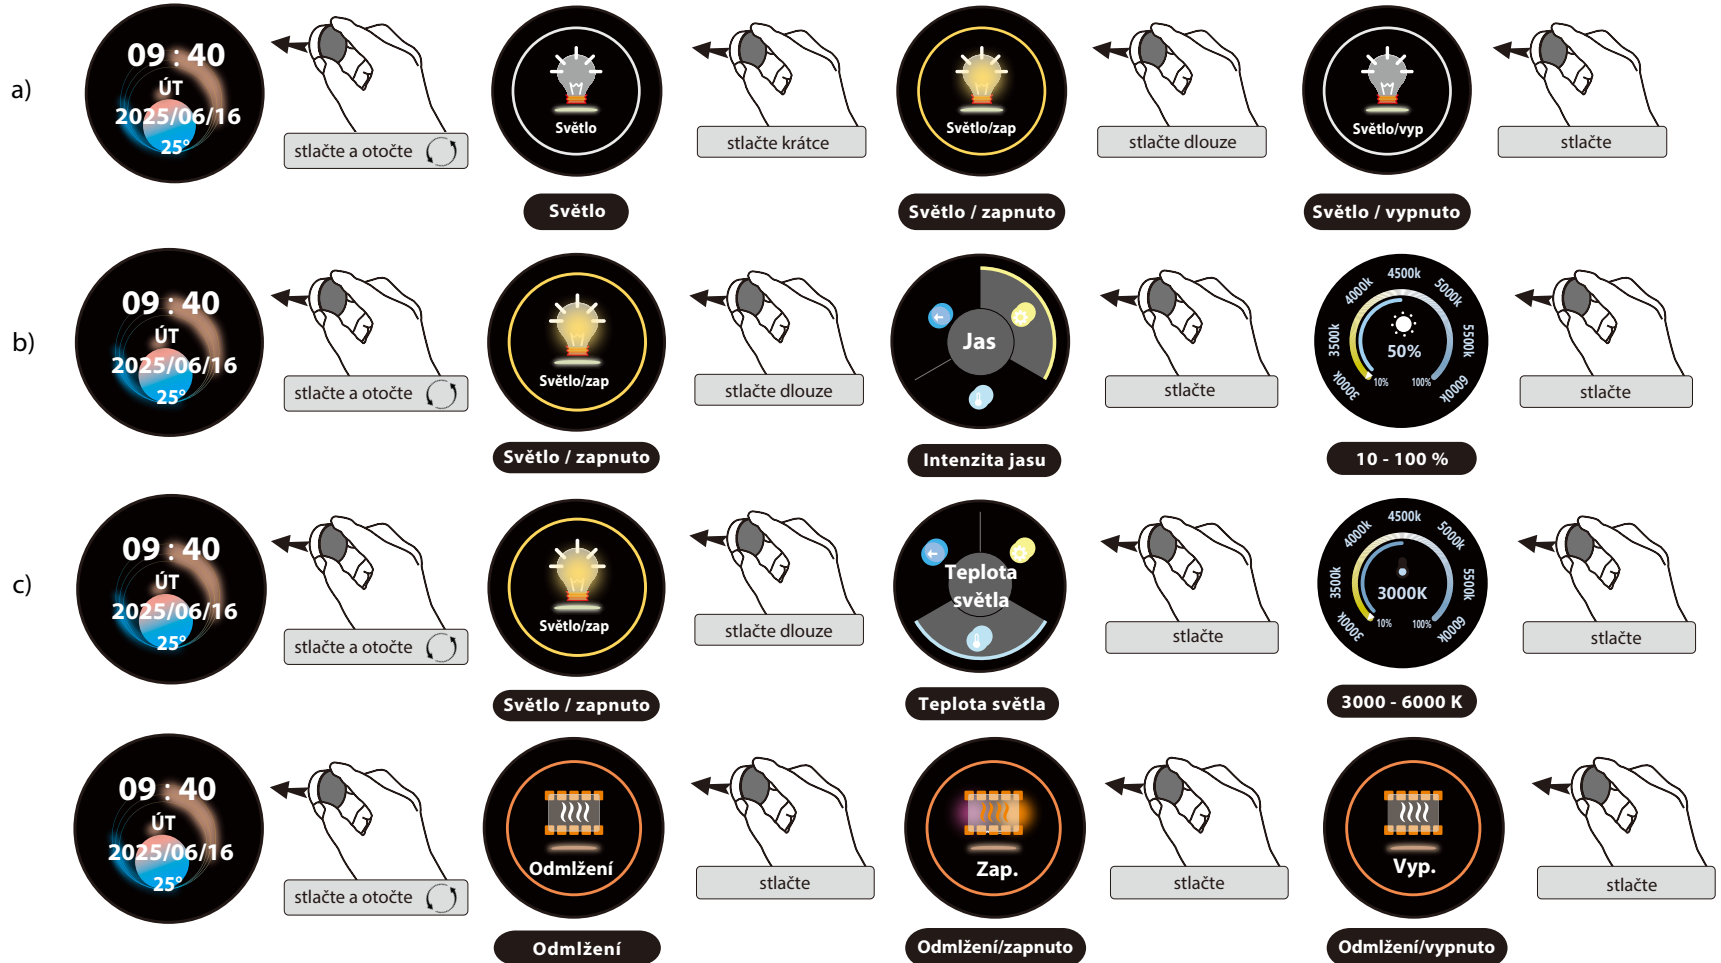 a)
09 : 40
ÚT
2025/06/16
25°
stlačte a otočte
Světlo
Světlo
stlačte krátce
Světlo/zap
Světlo / zapnuto
stlačte dlouze
Světlo/vyp
Světlo / vypnuto
stlačte
b)
09 : 40
ÚT
2025/06/16
25°
stlačte a otočte
Světlo/zap
Světlo / zapnuto
stlačte dlouze
Jas
Intenzita jasu
stlačte
3000k
3500k
4000k
4500k
5000k
5500k
6000k
50%
10%
100%
10 - 100 %
stlačte
c)
09 : 40
ÚT
2025/06/16
25°
stlačte a otočte
Světlo/zap
Světlo / zapnuto
stlačte dlouze
Teplota
světla
Teplota světla
stlačte
3000k
3500k
4000k
4500k
5000k
5500k
6000k
3000K
10%
100%
3000 - 6000 K
stlačte
09 : 40
ÚT
2025/06/16
25°
stlačte a otočte
Odmlžení
Odmlžení
stlačte
Zap.
Odmlžení/zapnuto
stlačte
Vyp.
Odmlžení/vypnuto
stlačte